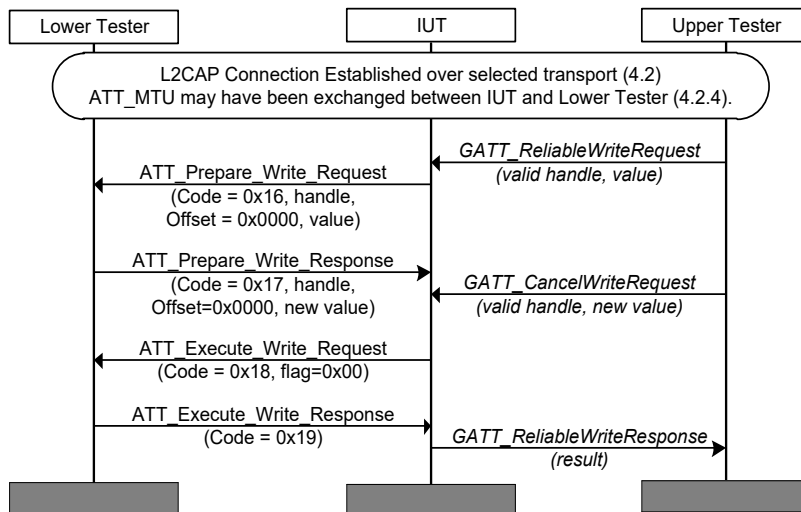 Lower Tester
IUT
Upper Tester
L2CAP Connection Established over selected transport (4.2)
ATT_MTU may have been exchanged between IUT and Lower Tester (4.2.4).
GATT_ReliableWriteRequest
(valid handle, value)
ATT_Prepare_Write_Request
(Code = 0x16, handle,
Offset = 0x0000, value)
ATT_Prepare_Write_Response
(Code = 0x17, handle,
Offset=0x0000, new value)
GATT_CancelWriteRequest
(valid handle, new value)
ATT_Execute_Write_Request
(Code = 0x18, flag=0x00)
ATT_Execute_Write_Response
(Code = 0x19)
GATT_ReliableWriteResponse
(result)